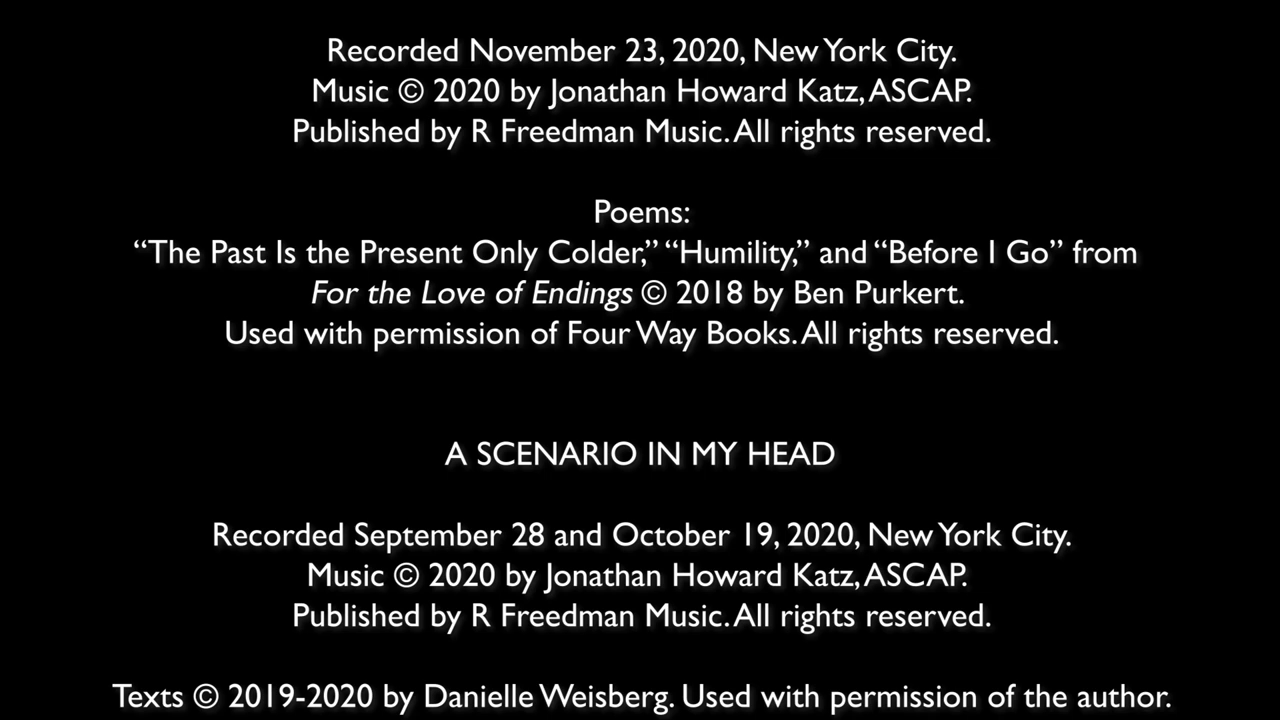 Recorded November 23, 2020, New York City.
Music © 2020 by Jonathan Howard Katz, ASCAP.
Published by R Freedman Music. All rights reserved.
Poems:
“The Past Is the Present Only Colder,” “Humility,” and “Before I Go” from
For the Love of Endings © 2018 by Ben Purkert.
Used with permission of Four Way Books. All rights reserved.
A SCENARIO IN MY HEAD
Recorded September 28 and October 19, 2020, New York City.
Music © 2020 by Jonathan Howard Katz, ASCAP.
Published by R Freedman Music. All rights reserved.
Texts © 2019-2020 by Danielle Weisberg. Used with permission of the author.